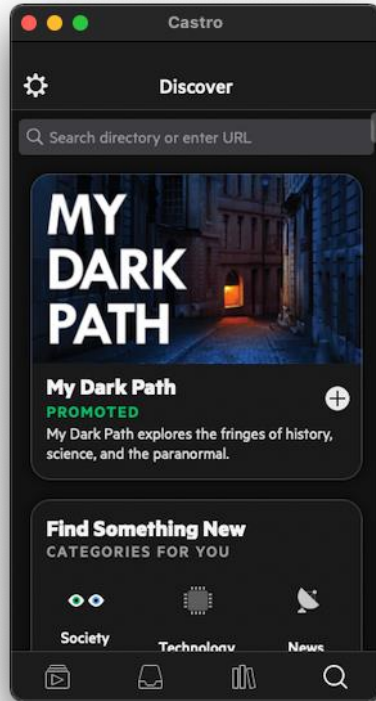 Castro
Discover
Search directory or enter URL
MY
DARK
PATH
My Dark Path
PROMOTED
My Dark Path explores the fringes of history,
science, and the paranormal.
Find Something New
CATEGORIES FOR YOU
Society
Technology
News